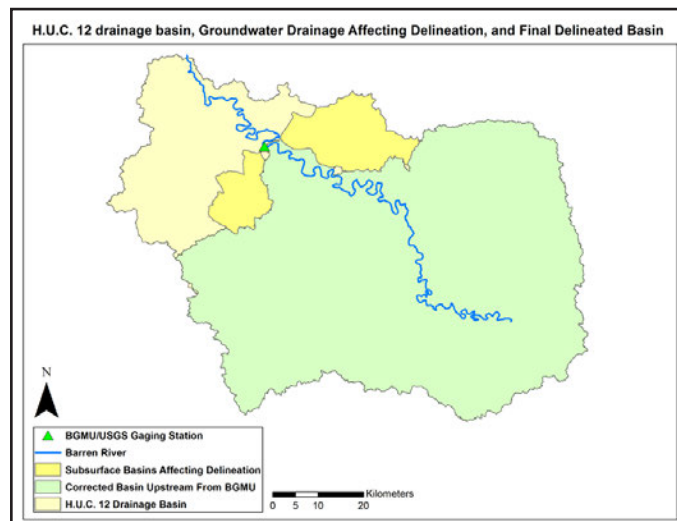 H.U.C. 12 drainage basin, Groundwater Drainage Affecting Delineation, and Final Delineated Basin
N
BGMU/USGS Gaging Station
Barren River
Subsurface Basins Affecting Delineation
Corrected Basin Upstream From BGMU
H.U.C. 12 Drainage Basin
Kilometers
0 5 10 20